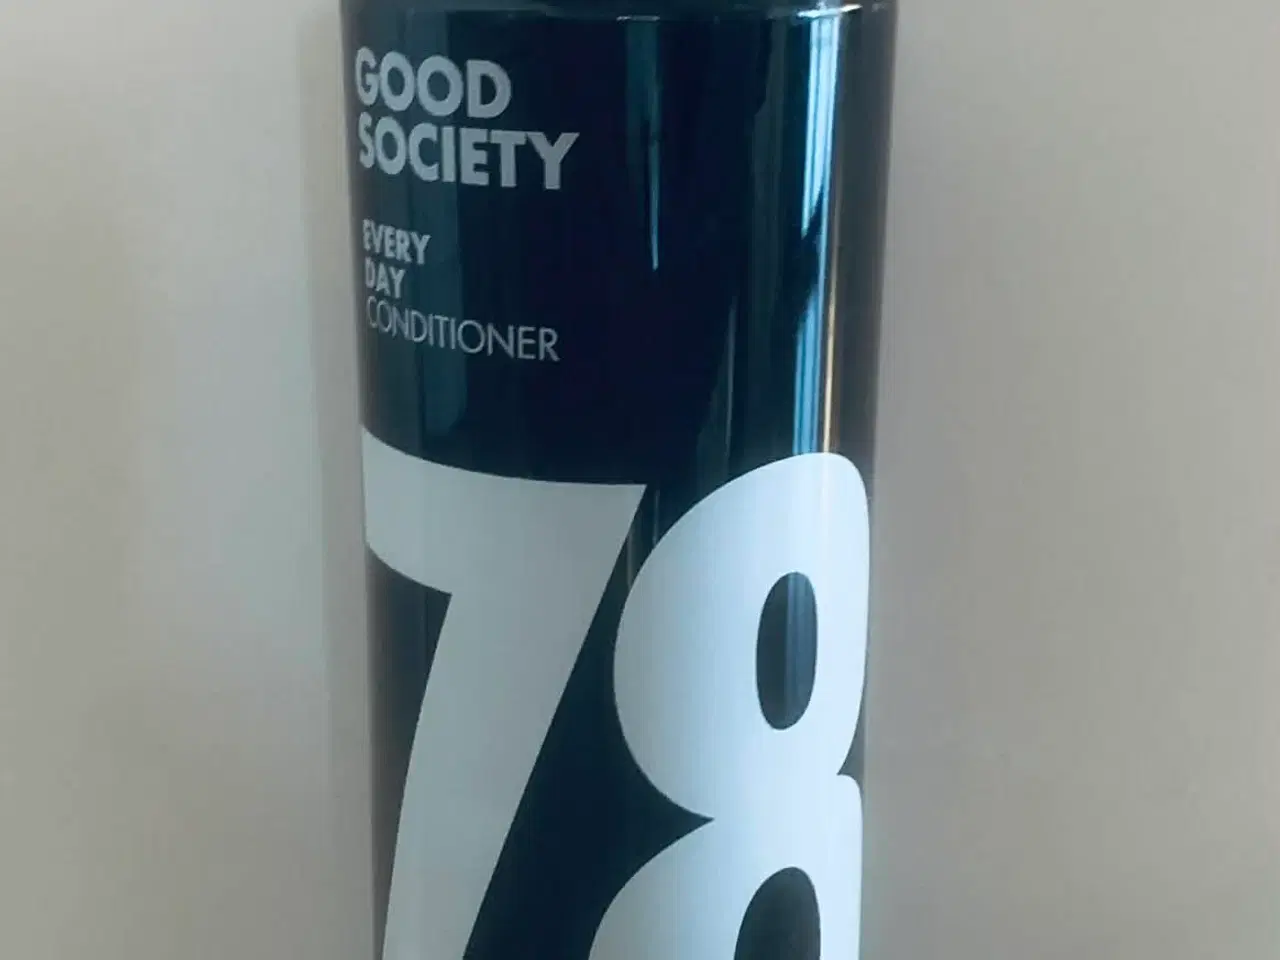 GOOD
SOCIETY
EVERY
DAY
CONDITIONER
78